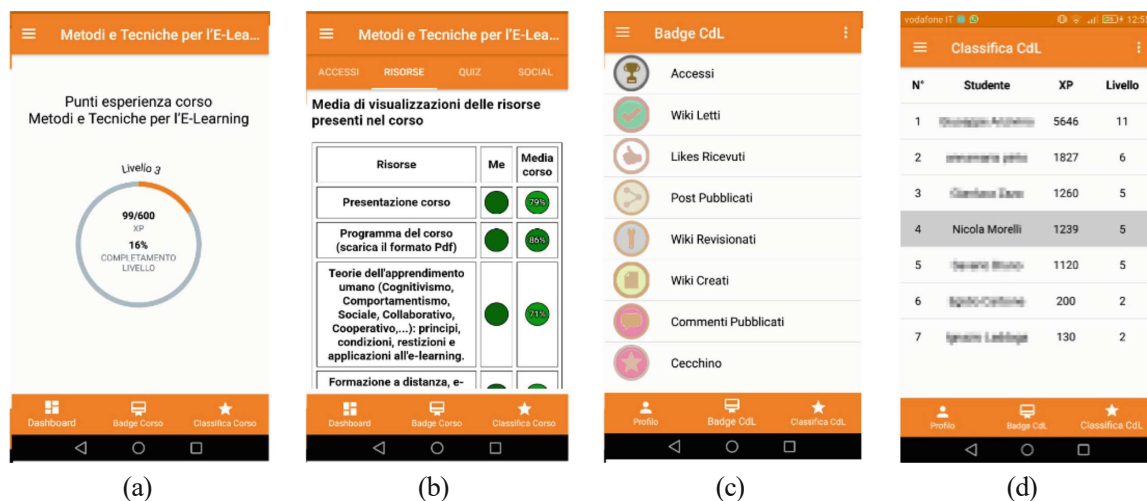 Metodi e Tecniche per l'E-Lea...
Punti esperienza corso
Metodi e Tecniche per l'E-Learning
Livello 3
99/600
XP
16%
COMPLETAMENTO
LIVELLO
Dashboard
Badge Corso
Classifica Corso
(a)
Metodi e Tecniche per l'E-Lea...
ACCESSI RISORSE QUIZ SOCIAL
Media di visualizzazioni delle risorse
presenti nel corso
Risorse Me Media
corso
Presentazione corso 79%
Programma del corso
(scarica il formato Pdf) 86%
Teorie dell'apprendimento
umano (Cognitivismo,
Comportamentismo,
Sociale, Collaborativo,
Cooperativo,...): principi,
condizioni, restizioni e
applicazioni all'e-learning. 71%
Formazione a distanza, e-
Dashboard
Badge Corso
Classifica Corso
(b)
Badge CdL
Accessi
Wiki Letti
Likes Ricevuti
Post Pubblicati
Wiki Revisionati
Wiki Creati
Commenti Pubblicati
Cecchino
Profilo
Badge CdL
Classifica CdL
(c)
vodafone IT
Classifica CdL
N° Studente XP Livello
1 5646 11
2 1827 6
3 1260 5
4 Nicola Morelli 1239 5
5 1120 5
6 200 2
7 130 2
Profilo
Badge CdL
Classifica CdL
(d)